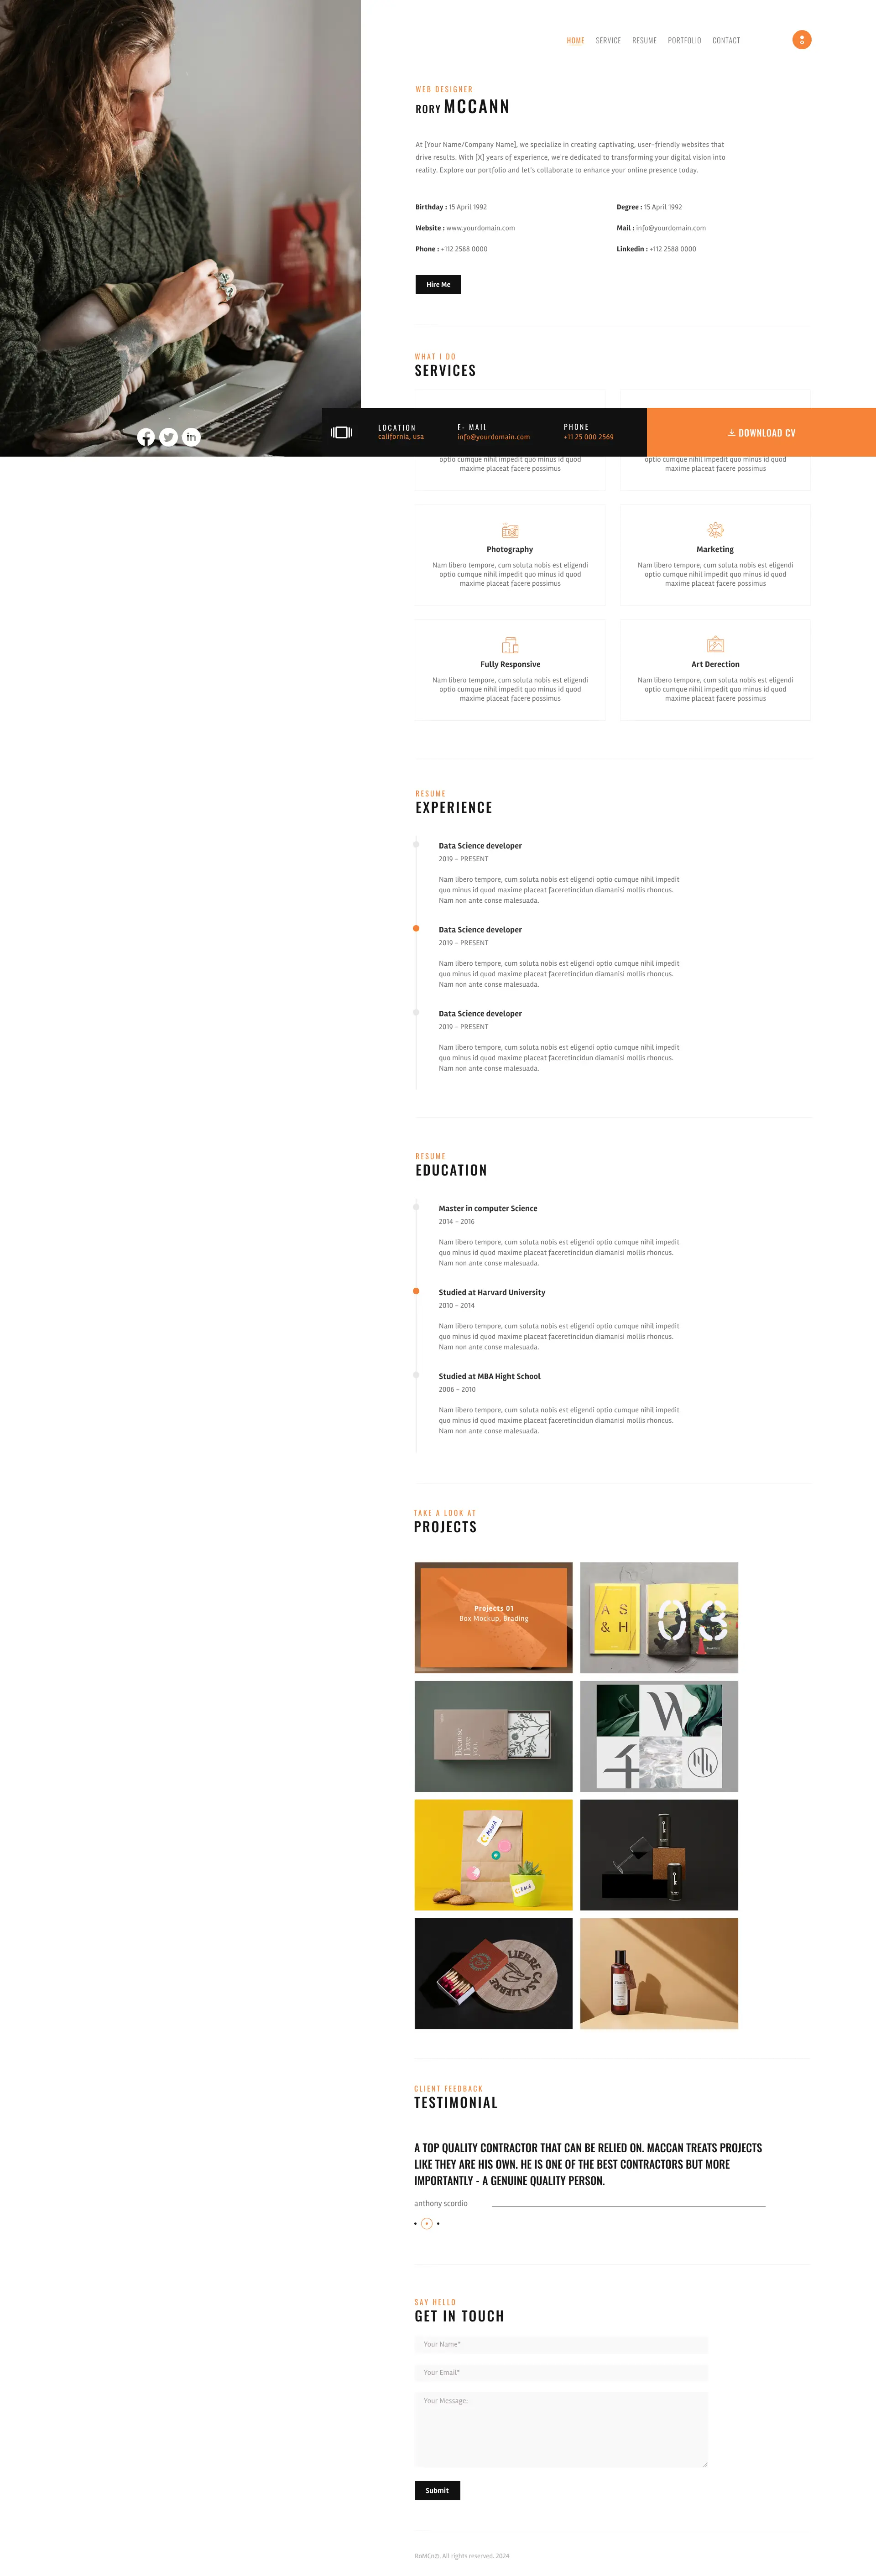 HOME SERVICE RESUME PORTFOLIO CONTACT
WEB DESIGNER
RORY MCCANN
At [Your Name/Company Name], we specialize in creating captivating, user-friendly websites that
drive results. With [X] years of experience, we're dedicated to transforming your digital vision into
reality. Explore our portfolio and let's collaborate to enhance your online presence today.
Birthday : 15 April 1992
Degree : 15 April 1992
Website : www.yourdomain.com
Mail : info@yourdomain.com
Phone : +112 2588 0000
Linkedin : +112 2588 0000
Hire Me
WHAT I DO
SERVICES
LOCATION
california, usa
E- MAIL
info@yourdomain.com
PHONE
+11 25 000 2569
DOWNLOAD CV
optio cumque nihil impedit quo minus id quod
maxime placeat facere possimus
optio cumque nihil impedit quo minus id quod
maxime placeat facere possimus
Photography
Nam libero tempore, cum soluta nobis est eligendi
optio cumque nihil impedit quo minus id quod
maxime placeat facere possimus
Marketing
Nam libero tempore, cum soluta nobis est eligendi
optio cumque nihil impedit quo minus id quod
maxime placeat facere possimus
Fully Responsive
Nam libero tempore, cum soluta nobis est eligendi
optio cumque nihil impedit quo minus id quod
maxime placeat facere possimus
Art Derection
Nam libero tempore, cum soluta nobis est eligendi
optio cumque nihil impedit quo minus id quod
maxime placeat facere possimus
RESUME
EXPERIENCE
Data Science developer
2019 – PRESENT
Nam libero tempore, cum soluta nobis est eligendi optio cumque nihil impedit
quo minus id quod maxime placeat faceretincidun diamanisi mollis rhoncus.
Nam non ante conse malesuada.
Data Science developer
2019 – PRESENT
Nam libero tempore, cum soluta nobis est eligendi optio cumque nihil impedit
quo minus id quod maxime placeat faceretincidun diamanisi mollis rhoncus.
Nam non ante conse malesuada.
Data Science developer
2019 – PRESENT
Nam libero tempore, cum soluta nobis est eligendi optio cumque nihil impedit
quo minus id quod maxime placeat faceretincidun diamanisi mollis rhoncus.
Nam non ante conse malesuada.
RESUME
EDUCATION
Master in computer Science
2014 – 2016
Nam libero tempore, cum soluta nobis est eligendi optio cumque nihil impedit
quo minus id quod maxime placeat faceretincidun diamanisi mollis rhoncus.
Nam non ante conse malesuada.
Studied at Harvard University
2010 – 2014
Nam libero tempore, cum soluta nobis est eligendi optio cumque nihil impedit
quo minus id quod maxime placeat faceretincidun diamanisi mollis rhoncus.
Nam non ante conse malesuada.
Studied at MBA Hight School
2006 – 2010
Nam libero tempore, cum soluta nobis est eligendi optio cumque nihil impedit
quo minus id quod maxime placeat faceretincidun diamanisi mollis rhoncus.
Nam non ante conse malesuada.
TAKE A LOOK AT
PROJECTS
Projects 01
Box Mockup, Brading
A S
& H
03
Because
I love
you.
W
4
LIEBRE CASALIEBRE
CLIENT FEEDBACK
TESTIMONIAL
A TOP QUALITY CONTRACTOR THAT CAN BE RELIED ON. MACCAN TREATS PROJECTS
LIKE THEY ARE HIS OWN. HE IS ONE OF THE BEST CONTRACTORS BUT MORE
IMPORTANTLY - A GENUINE QUALITY PERSON.
anthony scordio
SAY HELLO
GET IN TOUCH
Your Name*
Your Email*
Your Message:
Submit
RoMCn©. All rights reserved. 2024